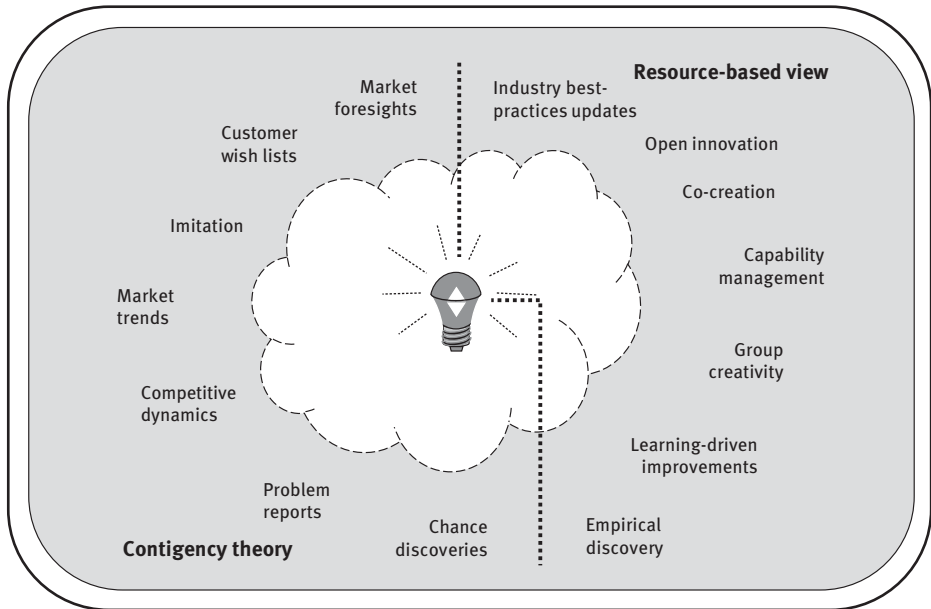 Resource-based view
Market
foresights
Industry best-
practices updates
Customer
wish lists
Open innovation
Co-creation
Imitation
Capability
management
Market
trends
Group
creativity
Competitive
dynamics
Learning-driven
improvements
Problem
reports
Chance
discoveries
Empirical
discovery
Contigency theory